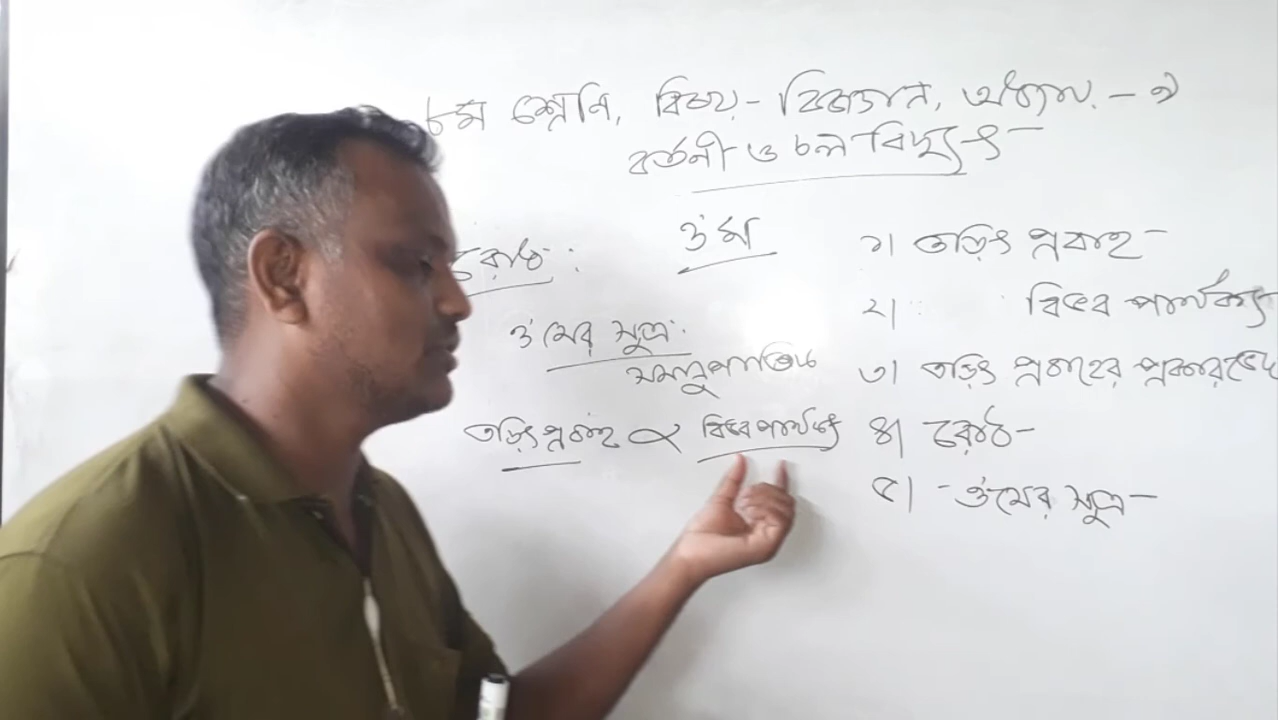 ৮ম শ্রেনি, বিষয় - বিজ্ঞান, অধ্যায় - ৯
বর্তনী ও চল বিদ্যুৎ -
রোধ :
ও'ম
ও'মের সূত্র :
সমানুপাতিক
তড়িৎ প্রবাহ ∝ বিভব পার্থক্য
১। তড়িৎ প্রবাহ -
২। বিভব পার্থক্য
৩। তড়িৎ প্রবাহের প্রকারভেদ
৪। রোধ -
৫। - ও'মের সূত্র -